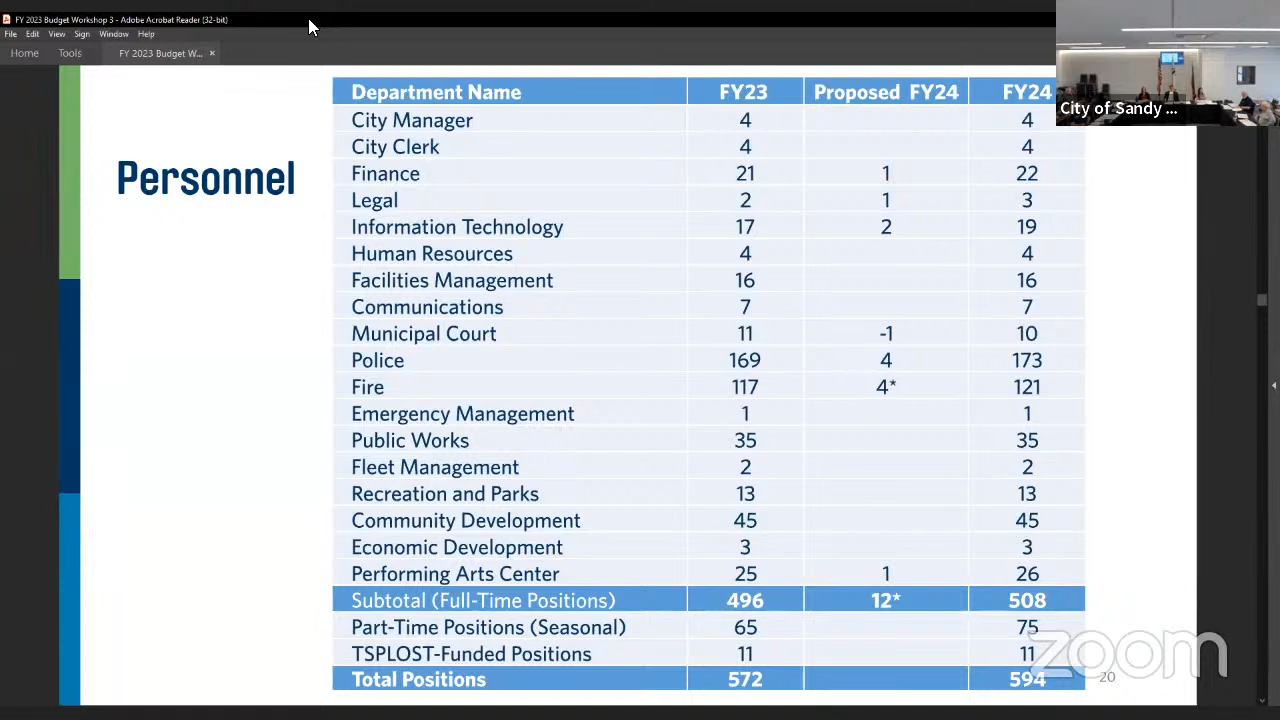 FY 2023 Budget Workshop 3 - Adobe Acrobat Reader (32-bit)
File Edit View Sign Window Help
Home Tools FY 2023 Budget W... ×
Personnel
Department Name FY23 Proposed FY24 FY24
City Manager 4 4
City Clerk 4 4
Finance 21 1 22
Legal 2 1 3
Information Technology 17 2 19
Human Resources 4 4
Facilities Management 16 16
Communications 7 7
Municipal Court 11 -1 10
Police 169 4 173
Fire 117 4* 121
Emergency Management 1 1
Public Works 35 35
Fleet Management 2 2
Recreation and Parks 13 13
Community Development 45 45
Economic Development 3 3
Performing Arts Center 25 1 26
Subtotal (Full-Time Positions) 496 12* 508
Part-Time Positions (Seasonal) 65 75
TSPLOST-Funded Positions 11 11
Total Positions 572 594
20
City of Sandy ...
zoom